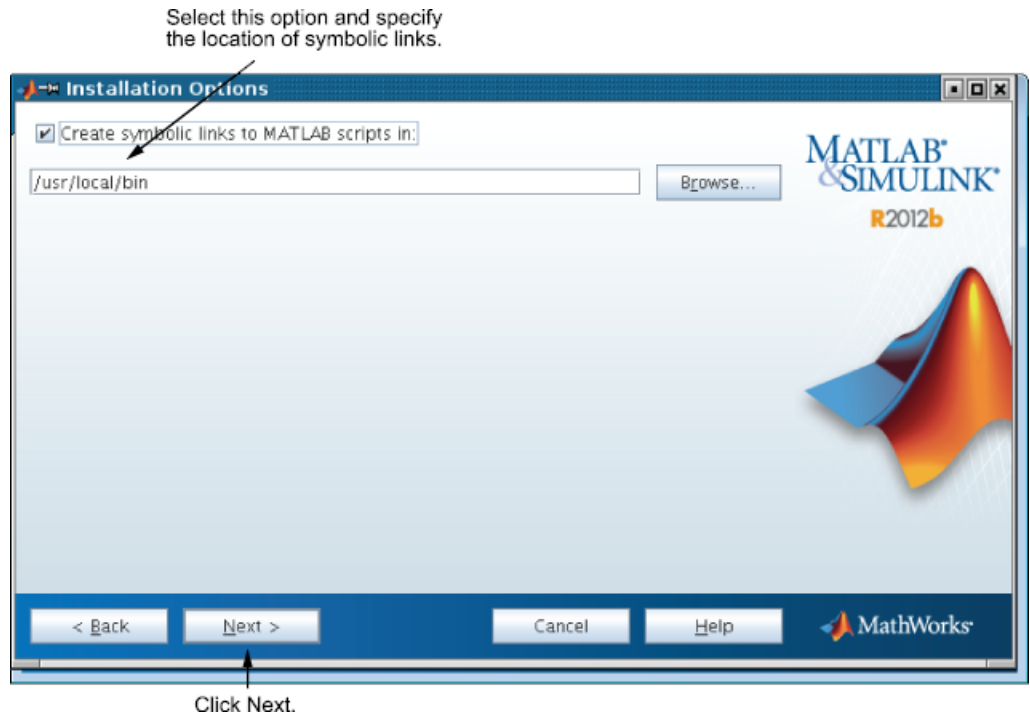 Select this option and specify
the location of symbolic links.
Installation Options
Create symbolic links to MATLAB scripts in:
/usr/local/bin
Browse...
MATLAB®
&SIMULINK®
R2012b
< Back
Next >
Cancel
Help
MathWorks®
Click Next.